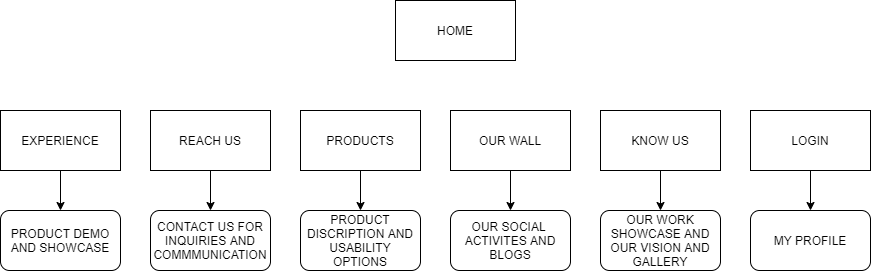 HOME
EXPERIENCE
REACH US
PRODUCTS
OUR WALL
KNOW US
LOGIN
PRODUCT DEMO
AND SHOWCASE
CONTACT US FOR
INQUIRIES AND
COMMMUNICATION
PRODUCT
DISCRIPTION AND
USABILITY
OPTIONS
OUR SOCIAL
ACTIVITES AND
BLOGS
OUR WORK
SHOWCASE AND
OUR VISION AND
GALLERY
MY PROFILE